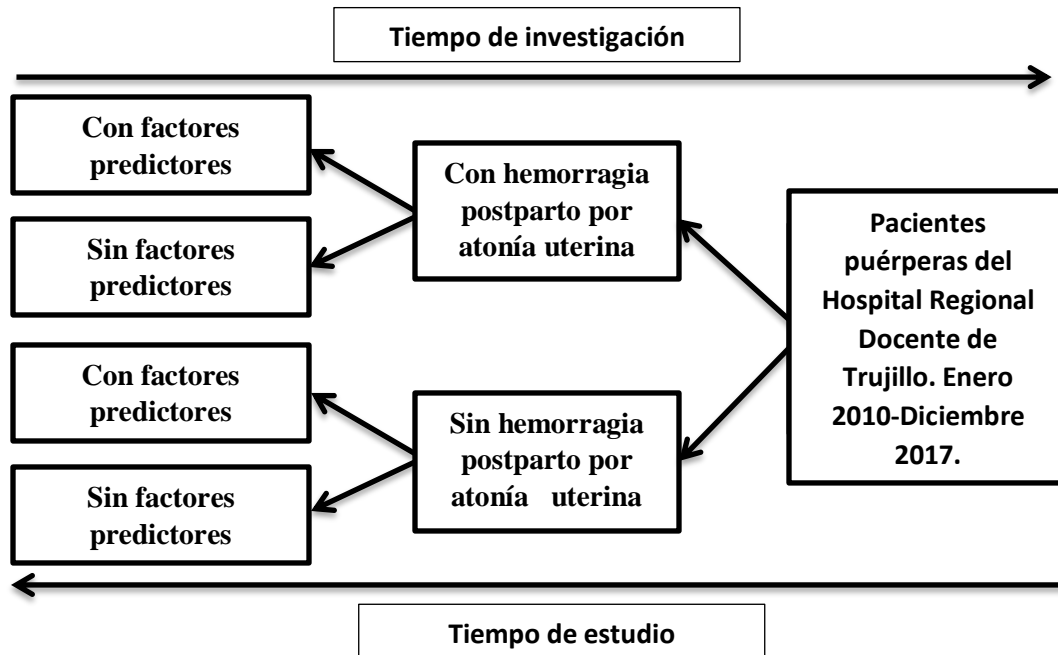 Tiempo de investigación
Con factores
predictores
Sin factores
predictores
Con factores
predictores
Sin factores
predictores
Con hemorragia
postparto por
atonía uterina
Sin hemorragia
postparto por
atonía uterina
Pacientes
puérperas del
Hospital Regional
Docente de
Trujillo. Enero
2010-Diciembre
2017.
Tiempo de estudio